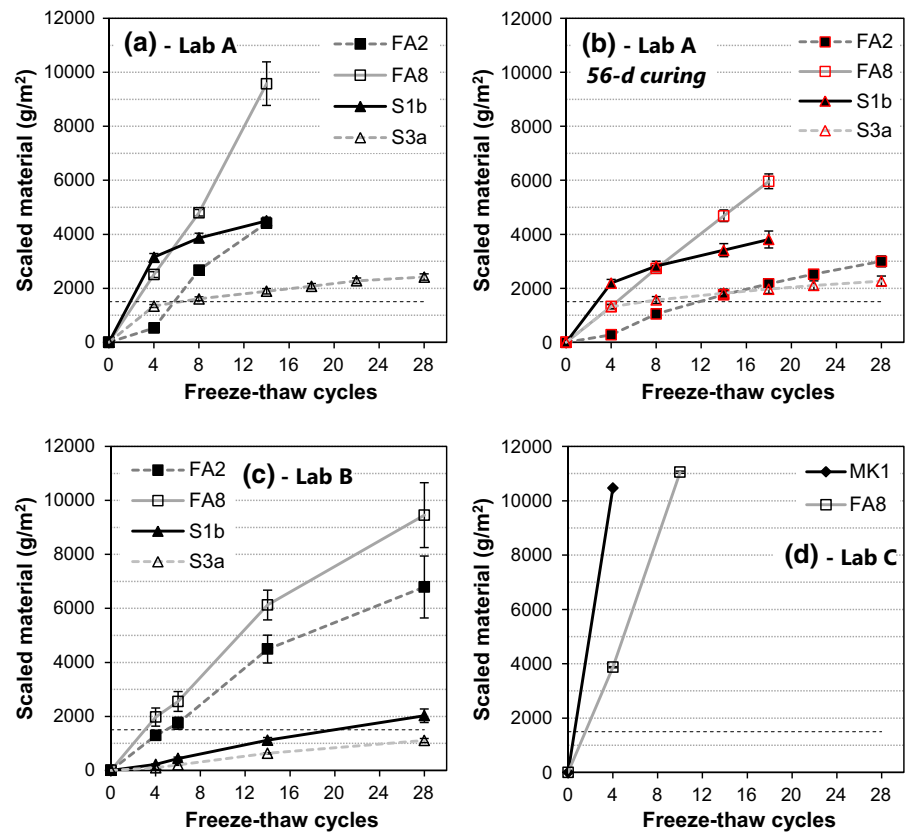 (a) - Lab A
FA2
FA8
S1b
S3a
Scaled material (g/m²)
12000
10000
8000
6000
4000
2000
0
0 4 8 12 16 20 24 28
Freeze-thaw cycles
(b) - Lab A
56-d curing
FA2
FA8
S1b
S3a
Scaled material (g/m²)
12000
10000
8000
6000
4000
2000
0
0 4 8 12 16 20 24 28
Freeze-thaw cycles
(c) - Lab B
FA2
FA8
S1b
S3a
Scaled material (g/m²)
12000
10000
8000
6000
4000
2000
0
0 4 8 12 16 20 24 28
Freeze-thaw cycles
MK1
FA8
(d) - Lab C
Scaled material (g/m²)
12000
10000
8000
6000
4000
2000
0
0 4 8 12 16 20 24 28
Freeze-thaw cycles